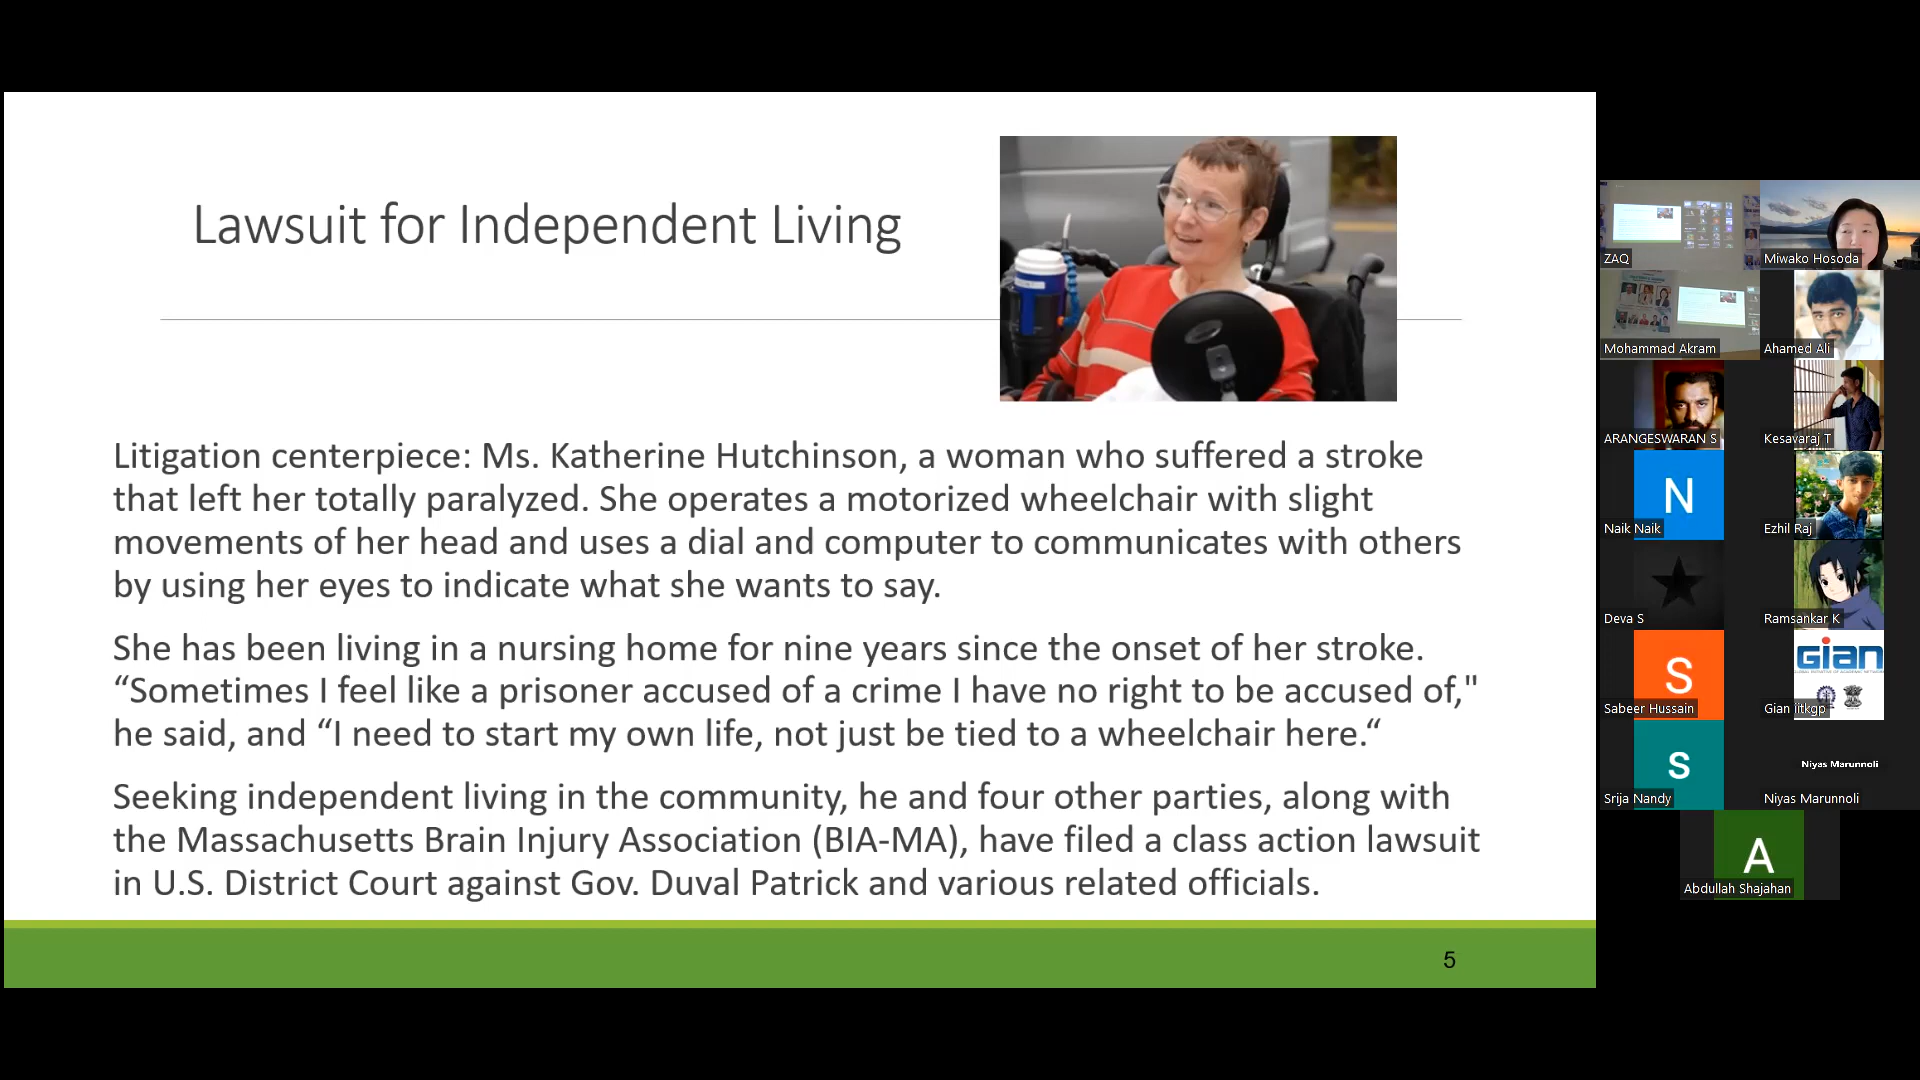 Lawsuit for Independent Living
Litigation centerpiece: Ms. Katherine Hutchinson, a woman who suffered a stroke
that left her totally paralyzed. She operates a motorized wheelchair with slight
movements of her head and uses a dial and computer to communicates with others
by using her eyes to indicate what she wants to say.
She has been living in a nursing home for nine years since the onset of her stroke.
“Sometimes I feel like a prisoner accused of a crime I have no right to be accused of,"
he said, and “I need to start my own life, not just be tied to a wheelchair here.“
Seeking independent living in the community, he and four other parties, along with
the Massachusetts Brain Injury Association (BIA-MA), have filed a class action lawsuit
in U.S. District Court against Gov. Duval Patrick and various related officials.
5
ZAQ
Miwako Hosoda
Mohammad Akram
Ahamed Ali
ARANGESWARAN S
Kesavaraj T
N
Naik Naik
Ezhil Raj
Deva S
Ramsankar K
S
Sabeer Hussain
Gian
Gian iitkgp
s
Srija Nandy
Niyas Marunnoli
Niyas Marunnoli
A
Abdullah Shajahan